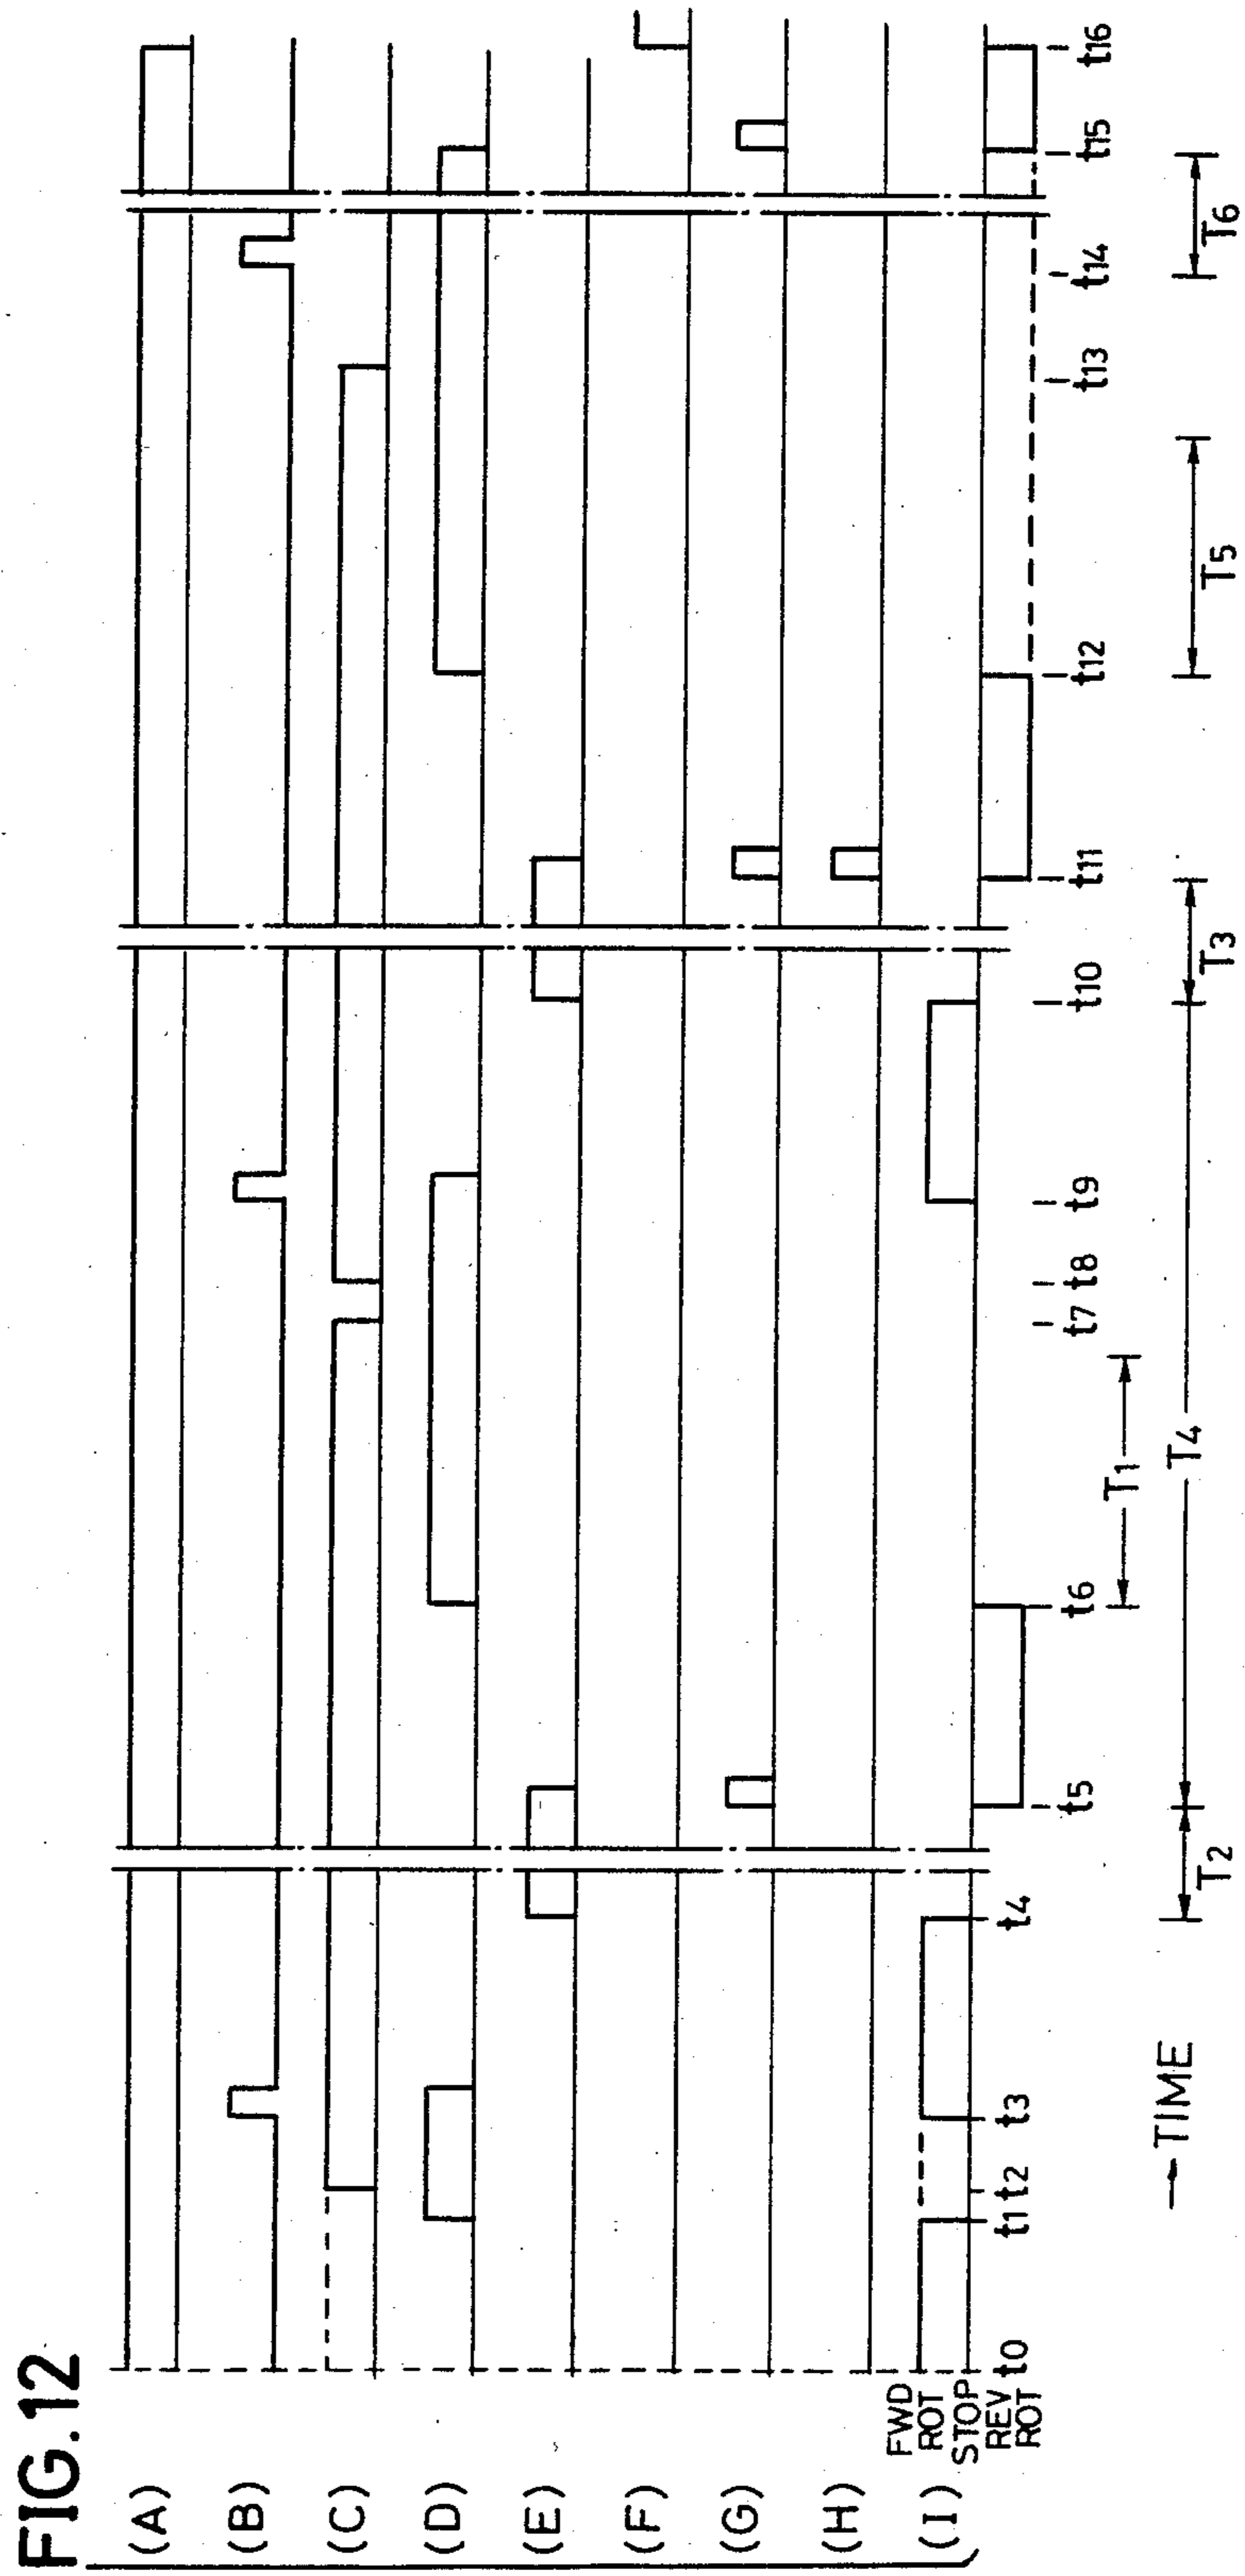 FIG.12
(A)
(B)
(C)
(D)
(E)
(F)
(G)
(H)
(I)
FWD
ROT
STOP
REV
ROT
t0 t1 t2 t3 t4 t5 t6 t7 t8 t9 t10 t11 t12 t13 t14 t15 t16
T1
→ TIME T2 T4 T3 T5 T6